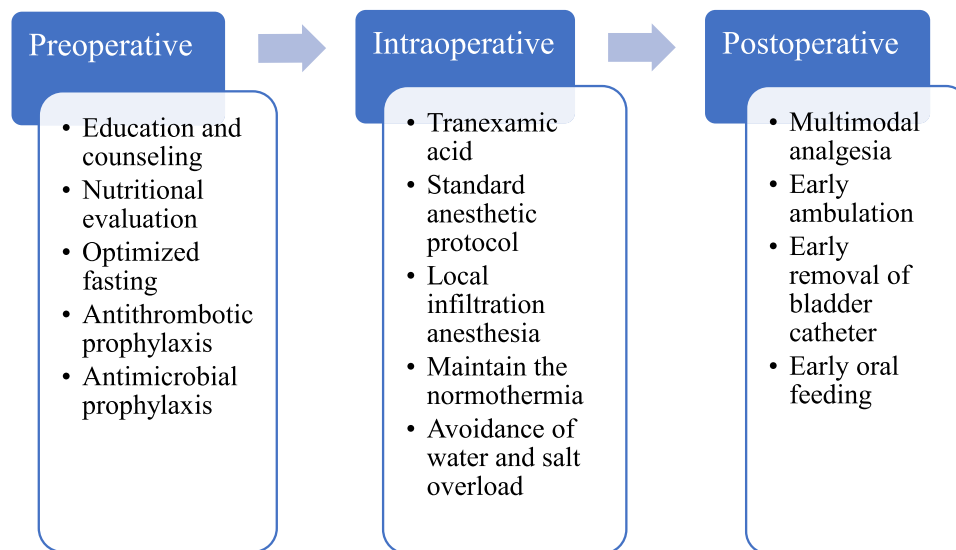 Preoperative
• Education and
counseling
• Nutritional
evaluation
• Optimized
fasting
• Antithrombotic
prophylaxis
• Antimicrobial
prophylaxis
Intraoperative
• Tranexamic
acid
• Standard
anesthetic
protocol
• Local
infiltration
anesthesia
• Maintain the
normothermia
• Avoidance of
water and salt
overload
Postoperative
• Multimodal
analgesia
• Early
ambulation
• Early
removal of
bladder
catheter
• Early oral
feeding